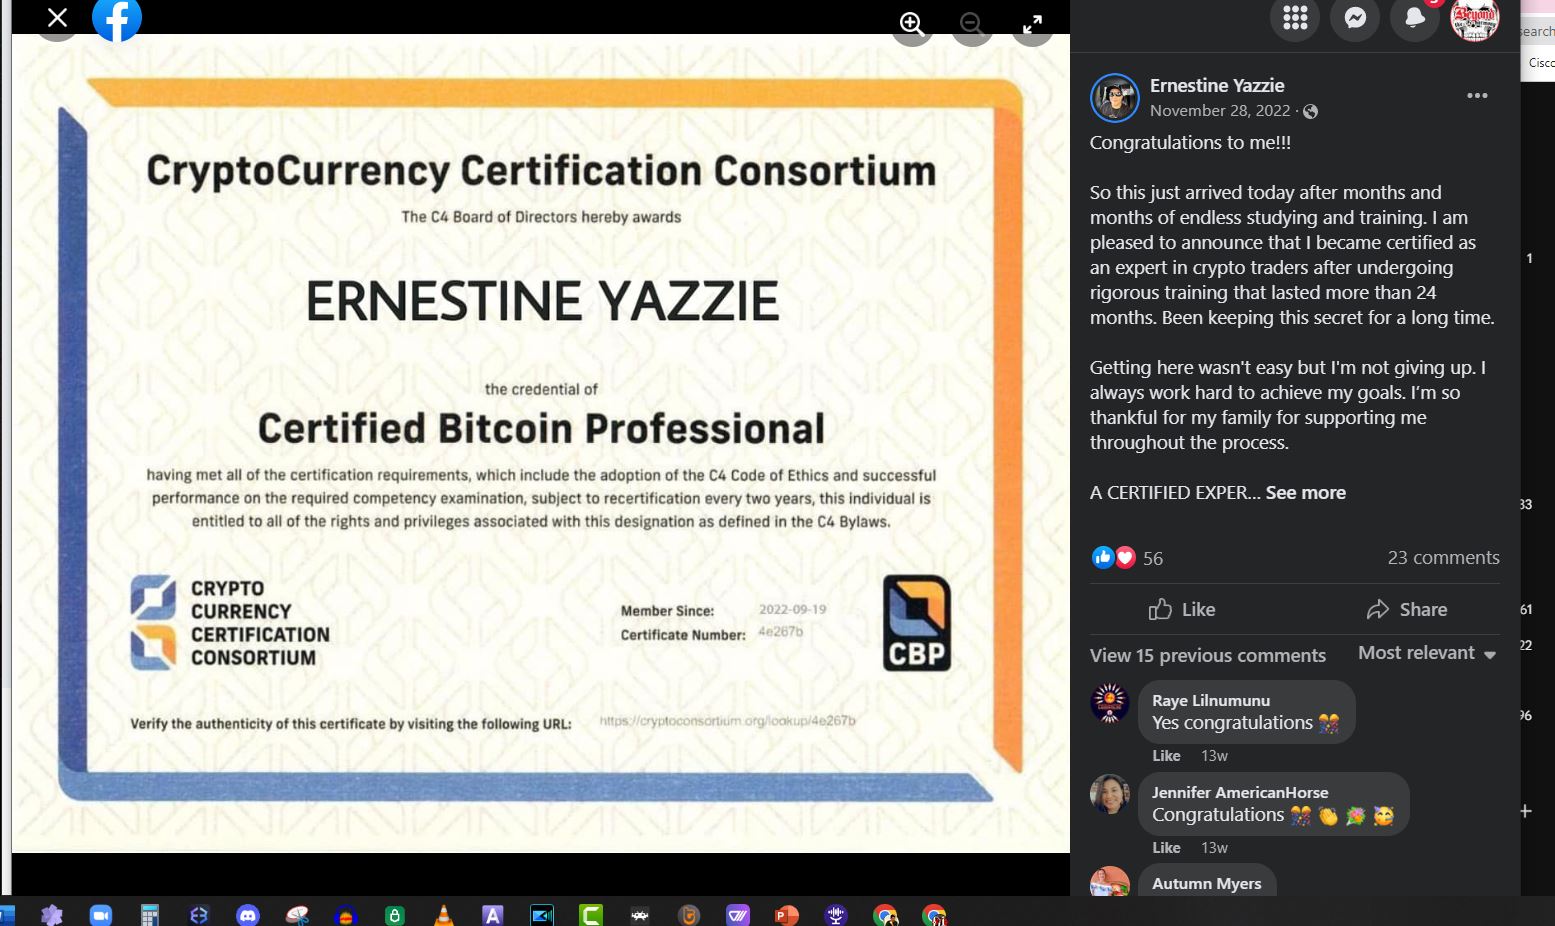 CryptoCurrency Certification Consortium
The C4 Board of Directors hereby awards
ERNESTINE YAZZIE
the credential of
Certified Bitcoin Professional
having met all of the certification requirements, which include the adoption of the C4 Code of Ethics and successful
performance on the required competency examination, subject to recertification every two years, this individual is
entitled to all of the rights and privileges associated with this designation as defined in the C4 Bylaws.
CRYPTO
CURRENCY
CERTIFICATION
CONSORTIUM
Member Since: 2022-09-19
Certificate Number: 4e267b
CBP
Verify the authenticity of this certificate by visiting the following URL: https://cryptoconsortium.org/lookup/4e267b
Beyond
earch
Cisco
Ernestine Yazzie
November 28, 2022 ·
Congratulations to me!!!
So this just arrived today after months and
months of endless studying and training. I am
pleased to announce that I became certified as
an expert in crypto traders after undergoing
rigorous training that lasted more than 24
months. Been keeping this secret for a long time.
Getting here wasn't easy but I'm not giving up. I
always work hard to achieve my goals. I’m so
thankful for my family for supporting me
throughout the process.
A CERTIFIED EXPER... See more
56
23 comments
Like
Share
View 15 previous comments
Most relevant
Raye Lilnumunu
Yes congratulations 🎊
Like 13w
Jennifer AmericanHorse
Congratulations 🎊 👏 💐 🥰
Like 13w
Autumn Myers
1
33
61
22
96